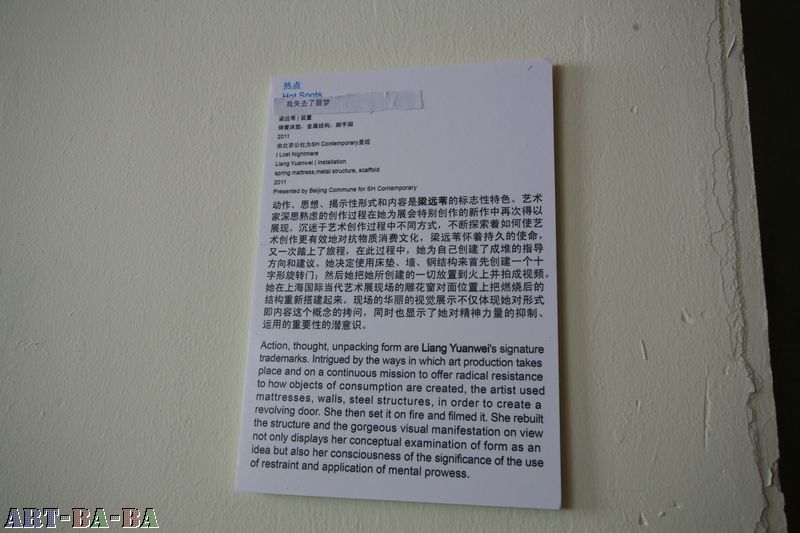 热点
Hot Spots
我失去了噩梦
梁远苇 | 装置
弹簧床垫、金属结构、脚手架
2011
由北京公社为SH Contemporary呈现
I Lost Nightmare
Liang Yuanwei | Installation
spring mattress,metal structure, scaffold
2011
Presented by Beijing Commune for SH Contemporary
动作、思想、揭示性形式和内容是梁远苇的标志性特色。艺术
家深思熟虑的创作过程在她为展会特别创作的新作中再次得以
展现。沉迷于艺术创作过程中不同方式，不断探索着如何使艺
术创作更有效地对抗物质消费文化，梁远苇怀着持久的使命，
又一次踏上了旅程，在此过程中，她为自己创建了成堆的指导
方向和建议。她决定使用床垫、墙、钢结构来首先创建一个十
字形旋转门；然后她把她所创建的一切放置到火上并拍成视频。
她在上海国际当代艺术展现场的雕花窗对面位置上把燃烧后的
结构重新搭建起来。现场的华丽的视觉展示不仅体现她对形式
即内容这个概念的拷问，同时也显示了她对精神力量的抑制、
运用的重要性的潜意识。
Action, thought, unpacking form are Liang Yuanwei's signature
trademarks. Intrigued by the ways in which art production takes
place and on a continuous mission to offer radical resistance
to how objects of consumption are created, the artist used
mattresses, walls, steel structures, in order to create a
revolving door. She then set it on fire and filmed it. She rebuilt
the structure and the gorgeous visual manifestation on view
not only displays her conceptual examination of form as an
idea but also her consciousness of the significance of the use
of restraint and application of mental prowess.
ART-BA-BA